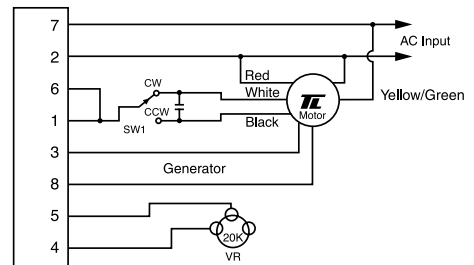 7
AC Input
2
Red
CW
White
Yellow/Green
6
TL
Motor
CCW
Black
1
SW1
3
Generator
8
5
20K
4
VR